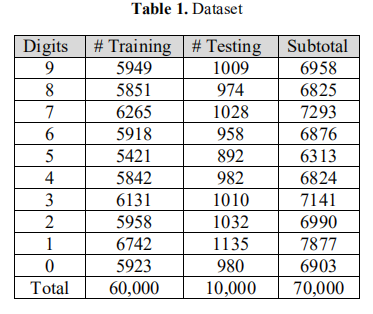 Table 1. Dataset
Digits # Training # Testing Subtotal
9 5949 1009 6958
8 5851 974 6825
7 6265 1028 7293
6 5918 958 6876
5 5421 892 6313
4 5842 982 6824
3 6131 1010 7141
2 5958 1032 6990
1 6742 1135 7877
0 5923 980 6903
Total 60,000 10,000 70,000